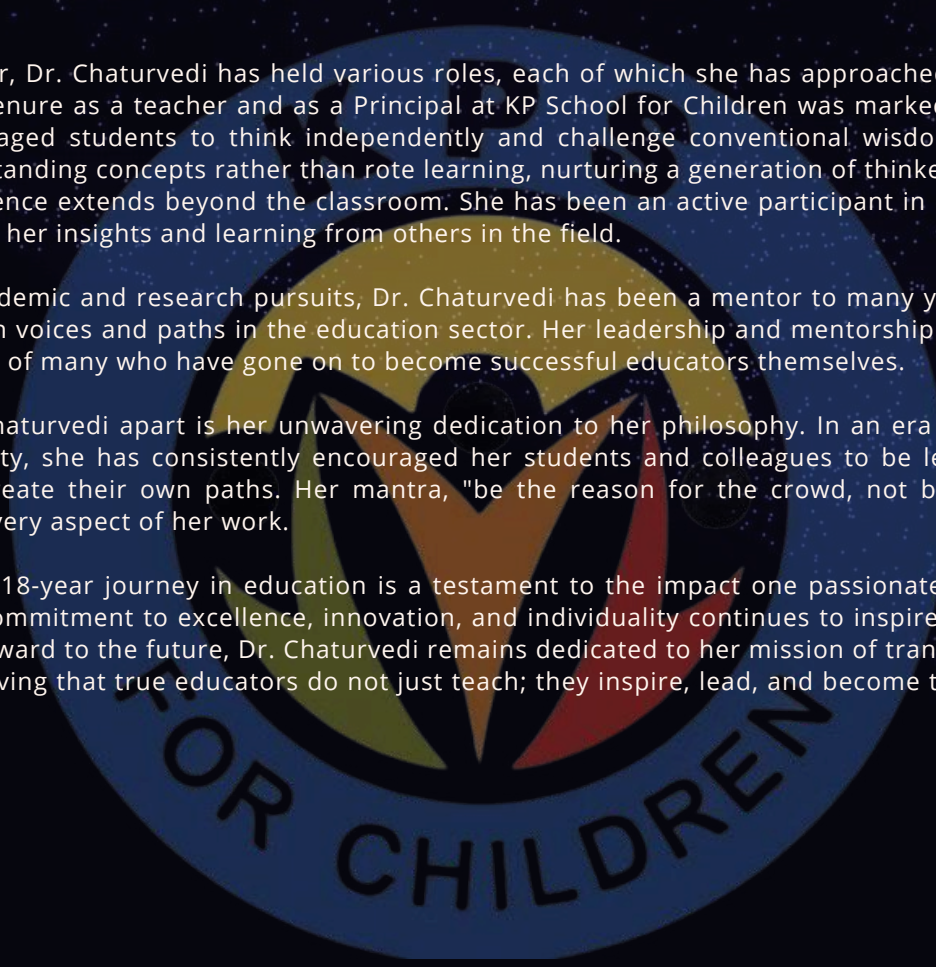 r, Dr. Chaturvedi has held various roles, each of which she has approache
enure as a teacher and as a Principal at KP School for Children was marke
aged students to think independently and challenge conventional wisdo
tanding concepts rather than rote learning, nurturing a generation of thinke
ence extends beyond the classroom. She has been an active participant in
her insights and learning from others in the field.
demic and research pursuits, Dr. Chaturvedi has been a mentor to many y
n voices and paths in the education sector. Her leadership and mentorship
of many who have gone on to become successful educators themselves.
haturvedi apart is her unwavering dedication to her philosophy. In an era
ty, she has consistently encouraged her students and colleagues to be le
eate their own paths. Her mantra, "be the reason for the crowd, not b
very aspect of her work.
18-year journey in education is a testament to the impact one passionate
ommitment to excellence, innovation, and individuality continues to inspire
ward to the future, Dr. Chaturvedi remains dedicated to her mission of tran
ving that true educators do not just teach; they inspire, lead, and become t
KPS
FOR CHILDREN